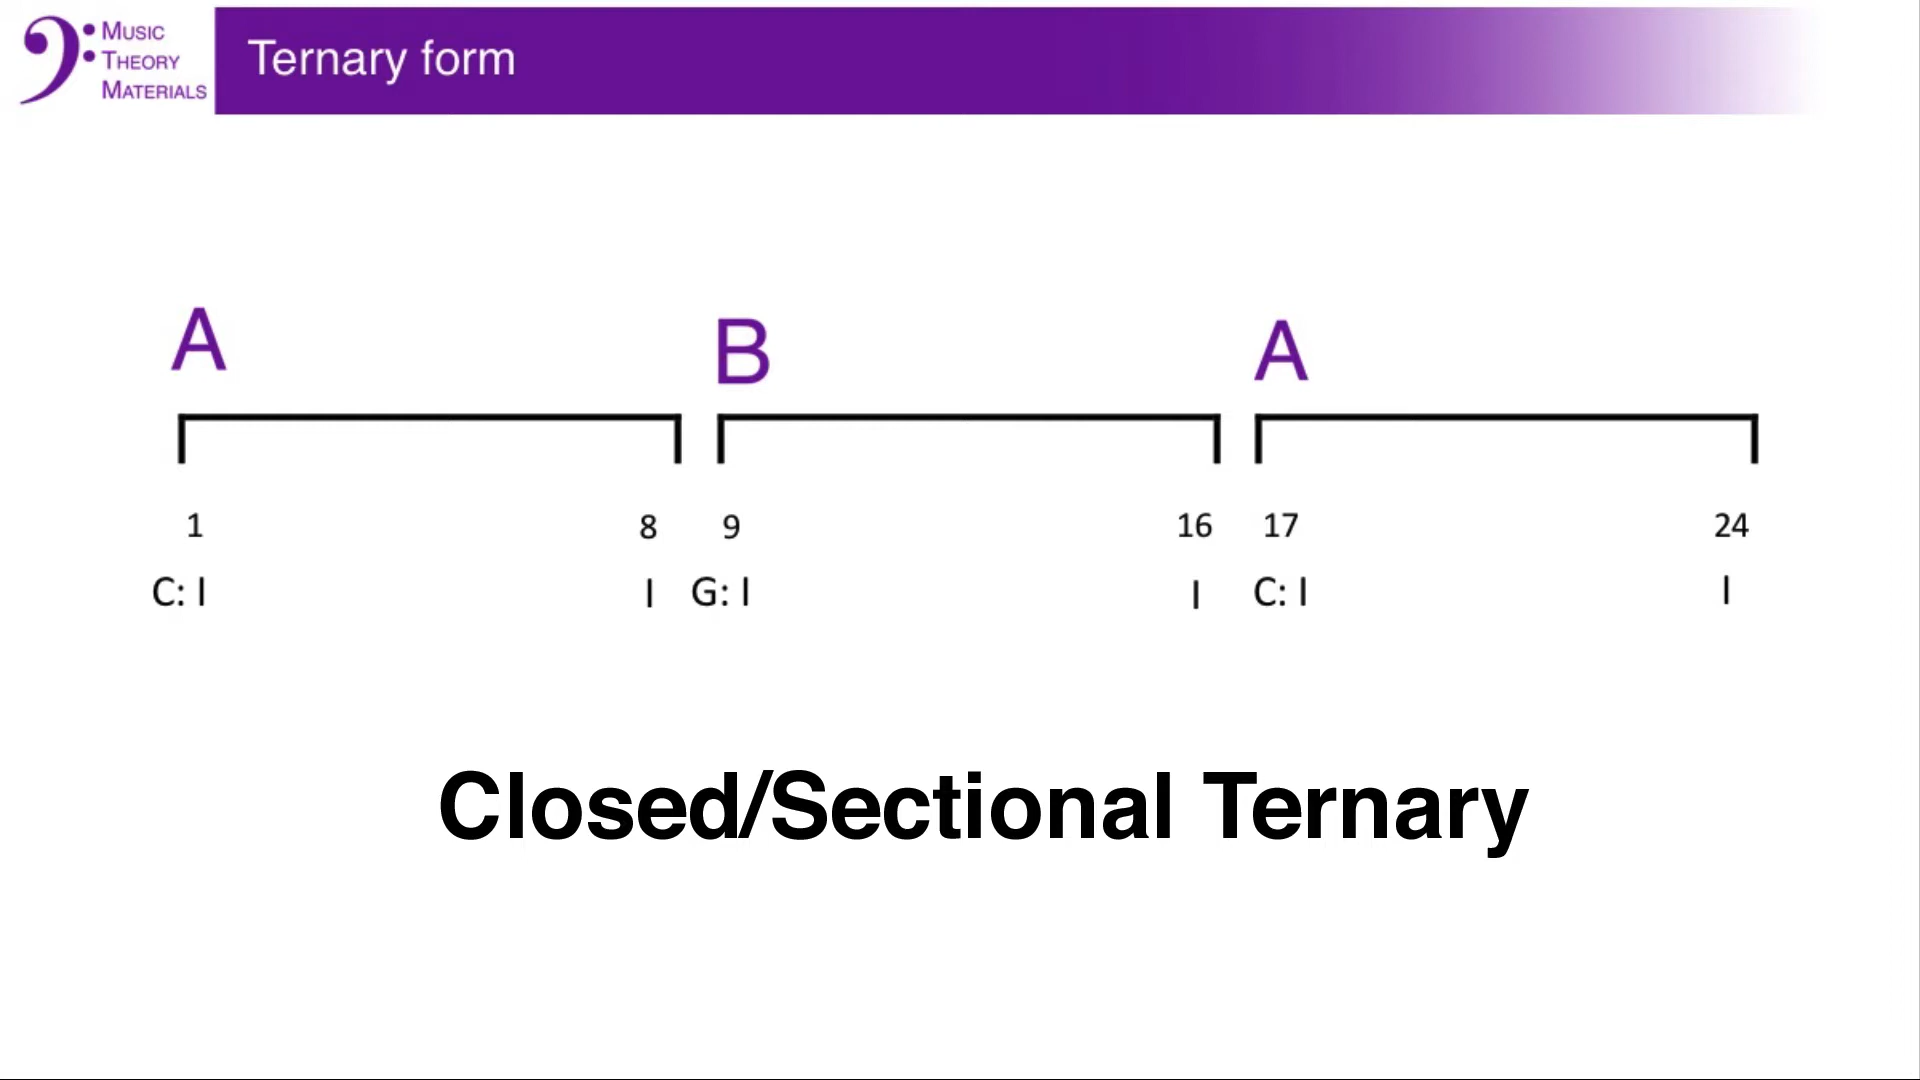 MUSIC
THEORY
MATERIALS
Ternary form
A B A
1 8 9 16 17 24
C: I I G: I I C: I I
Closed/Sectional Ternary